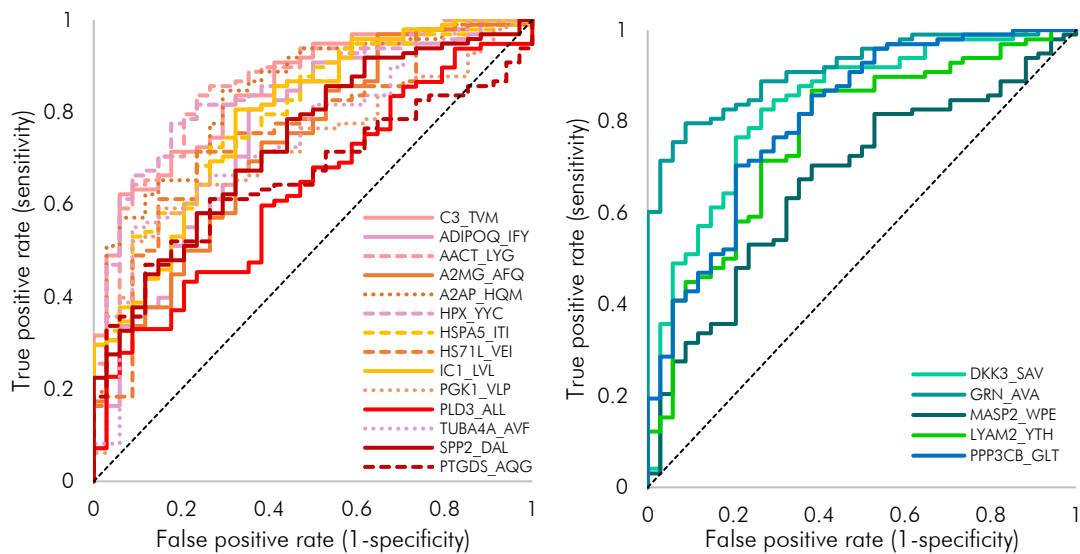 True positive rate (sensitivity)
1
0.8
0.6
0.4
0.2
0
C3_TVM
ADIPOQ_IFY
AACT_LYG
A2MG_AFQ
A2AP_HQM
HPX_YYC
HSPA5_ITI
HS71L_VEI
IC1_LVL
PGK1_VLP
PLD3_ALL
TUBA4A_AVF
SPP2_DAL
PTGDS_AQG
0 0.2 0.4 0.6 0.8 1
False positive rate (1-specificity)
True positive rate (sensitivity)
1
0.8
0.6
0.4
0.2
0
DKK3_SAV
GRN_AVA
MASP2_WPE
LYAM2_YTH
PPP3CB_GLT
0 0.2 0.4 0.6 0.8 1
False positive rate (1-specificity)